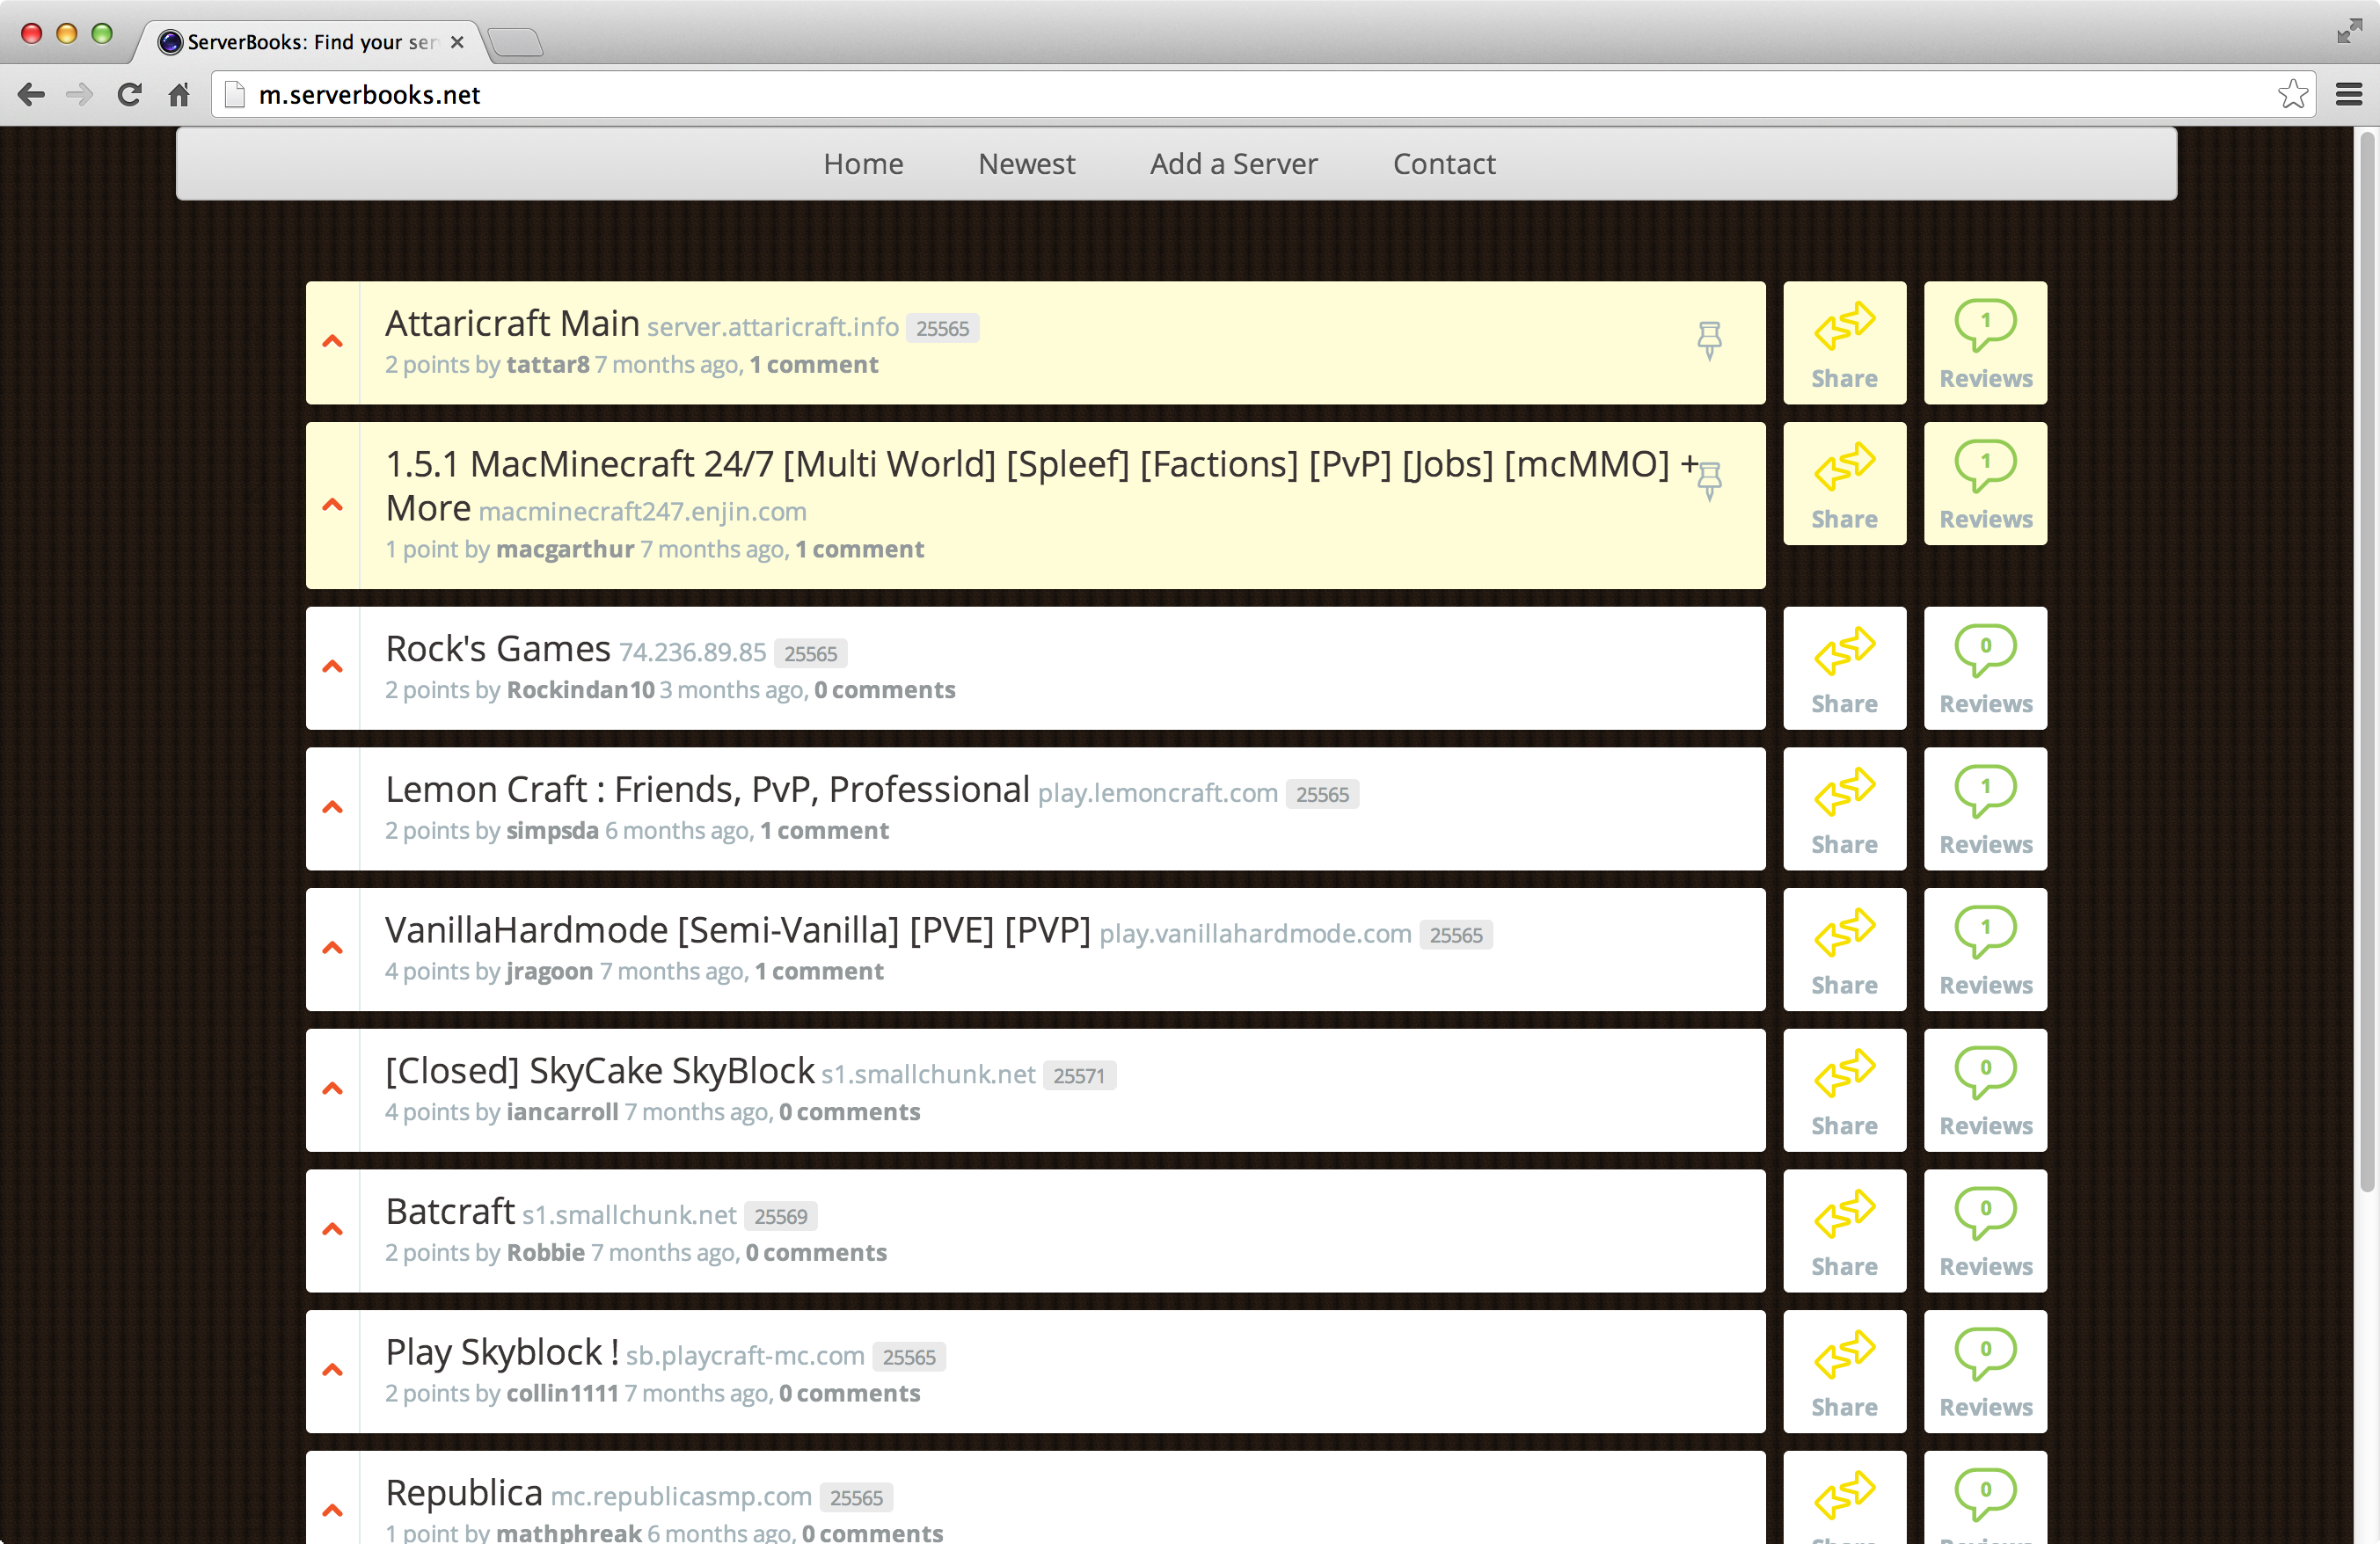 ServerBooks: Find your ser
m.serverbooks.net
Home Newest Add a Server Contact
Attaricraft Main server.attaricraft.info 25565
2 points by tattar8 7 months ago, 1 comment
Share
1
Reviews
1.5.1 MacMinecraft 24/7 [Multi World] [Spleef] [Factions] [PvP] [Jobs] [mcMMO] +
More macminecraft247.enjin.com
1 point by macgarthur 7 months ago, 1 comment
Share
1
Reviews
Rock's Games 74.236.89.85 25565
2 points by Rockindan10 3 months ago, 0 comments
Share
0
Reviews
Lemon Craft : Friends, PvP, Professional play.lemoncraft.com 25565
2 points by simpsda 6 months ago, 1 comment
Share
1
Reviews
VanillaHardmode [Semi-Vanilla] [PVE] [PVP] play.vanillahardmode.com 25565
4 points by jragoon 7 months ago, 1 comment
Share
1
Reviews
[Closed] SkyCake SkyBlock s1.smallchunk.net 25571
4 points by iancarroll 7 months ago, 0 comments
Share
0
Reviews
Batcraft s1.smallchunk.net 25569
2 points by Robbie 7 months ago, 0 comments
Share
0
Reviews
Play Skyblock ! sb.playcraft-mc.com 25565
2 points by collin1111 7 months ago, 0 comments
Share
0
Reviews
Republica mc.republicasmp.com 25565
1 point by mathphreak 6 months ago, 0 comments
Share
0
Reviews